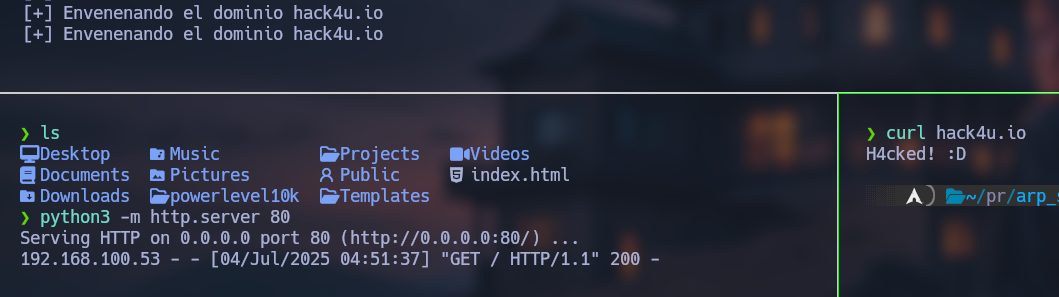 [+] Envenenando el dominio hack4u.io
[+] Envenenando el dominio hack4u.io
❯ ls
Desktop Music Projects Videos
Documents Pictures Public index.html
Downloads powerlevel10k Templates
❯ python3 -m http.server 80
Serving HTTP on 0.0.0.0 port 80 (http://0.0.0.0:80/) ...
192.168.100.53 - - [04/Jul/2025 04:51:37] "GET / HTTP/1.1" 200 -
❯ curl hack4u.io
H4cked! :D
~/pr/arp_